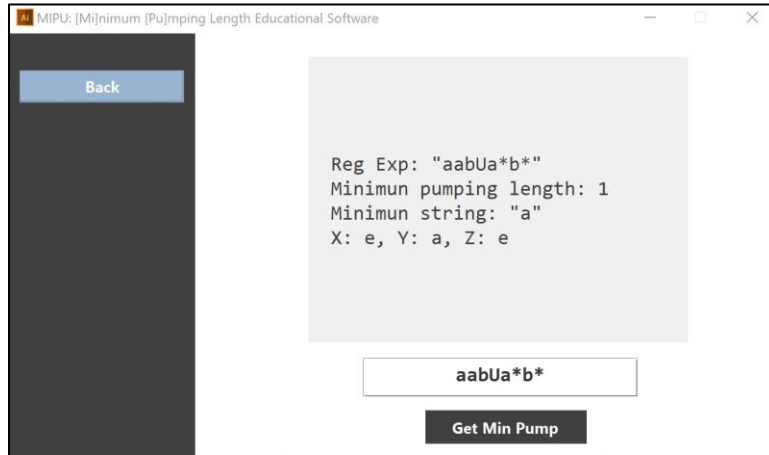 Ai MIPU: [Mi]nimum [Pu]mping Length Educational Software
Back
Reg Exp: "aabUa*b*"
Minimun pumping length: 1
Minimun string: "a"
X: e, Y: a, Z: e
aabUa*b*
Get Min Pump